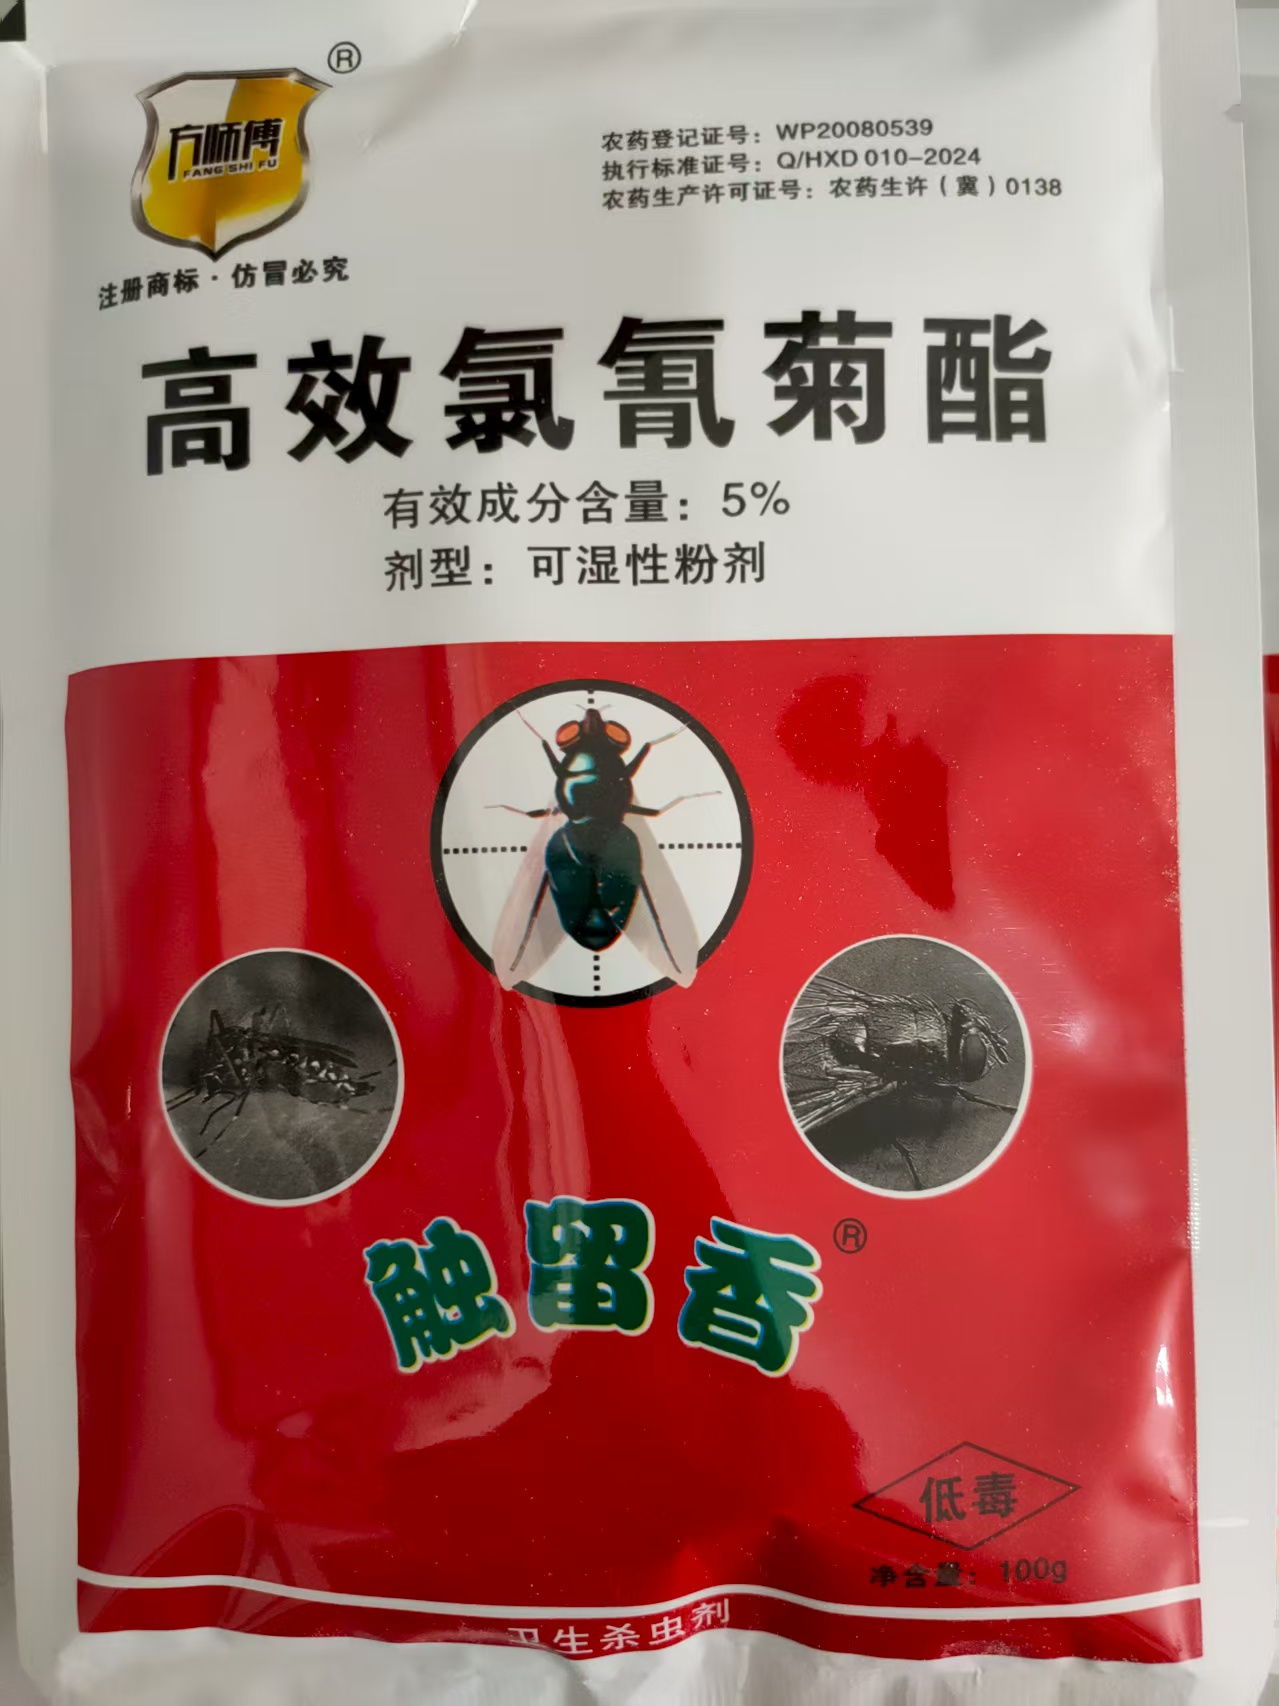 ®
方师傅
FANG SHI FU
注册商标·仿冒必究
农药登记证号：WP20080539
执行标准证号：Q/HXD 010-2024
农药生产许可证号：农药生许（冀）0138
高效氯氰菊酯
有效成分含量：5%
剂型：可湿性粉剂
触留香®
低毒
净含量：100g
卫生杀虫剂